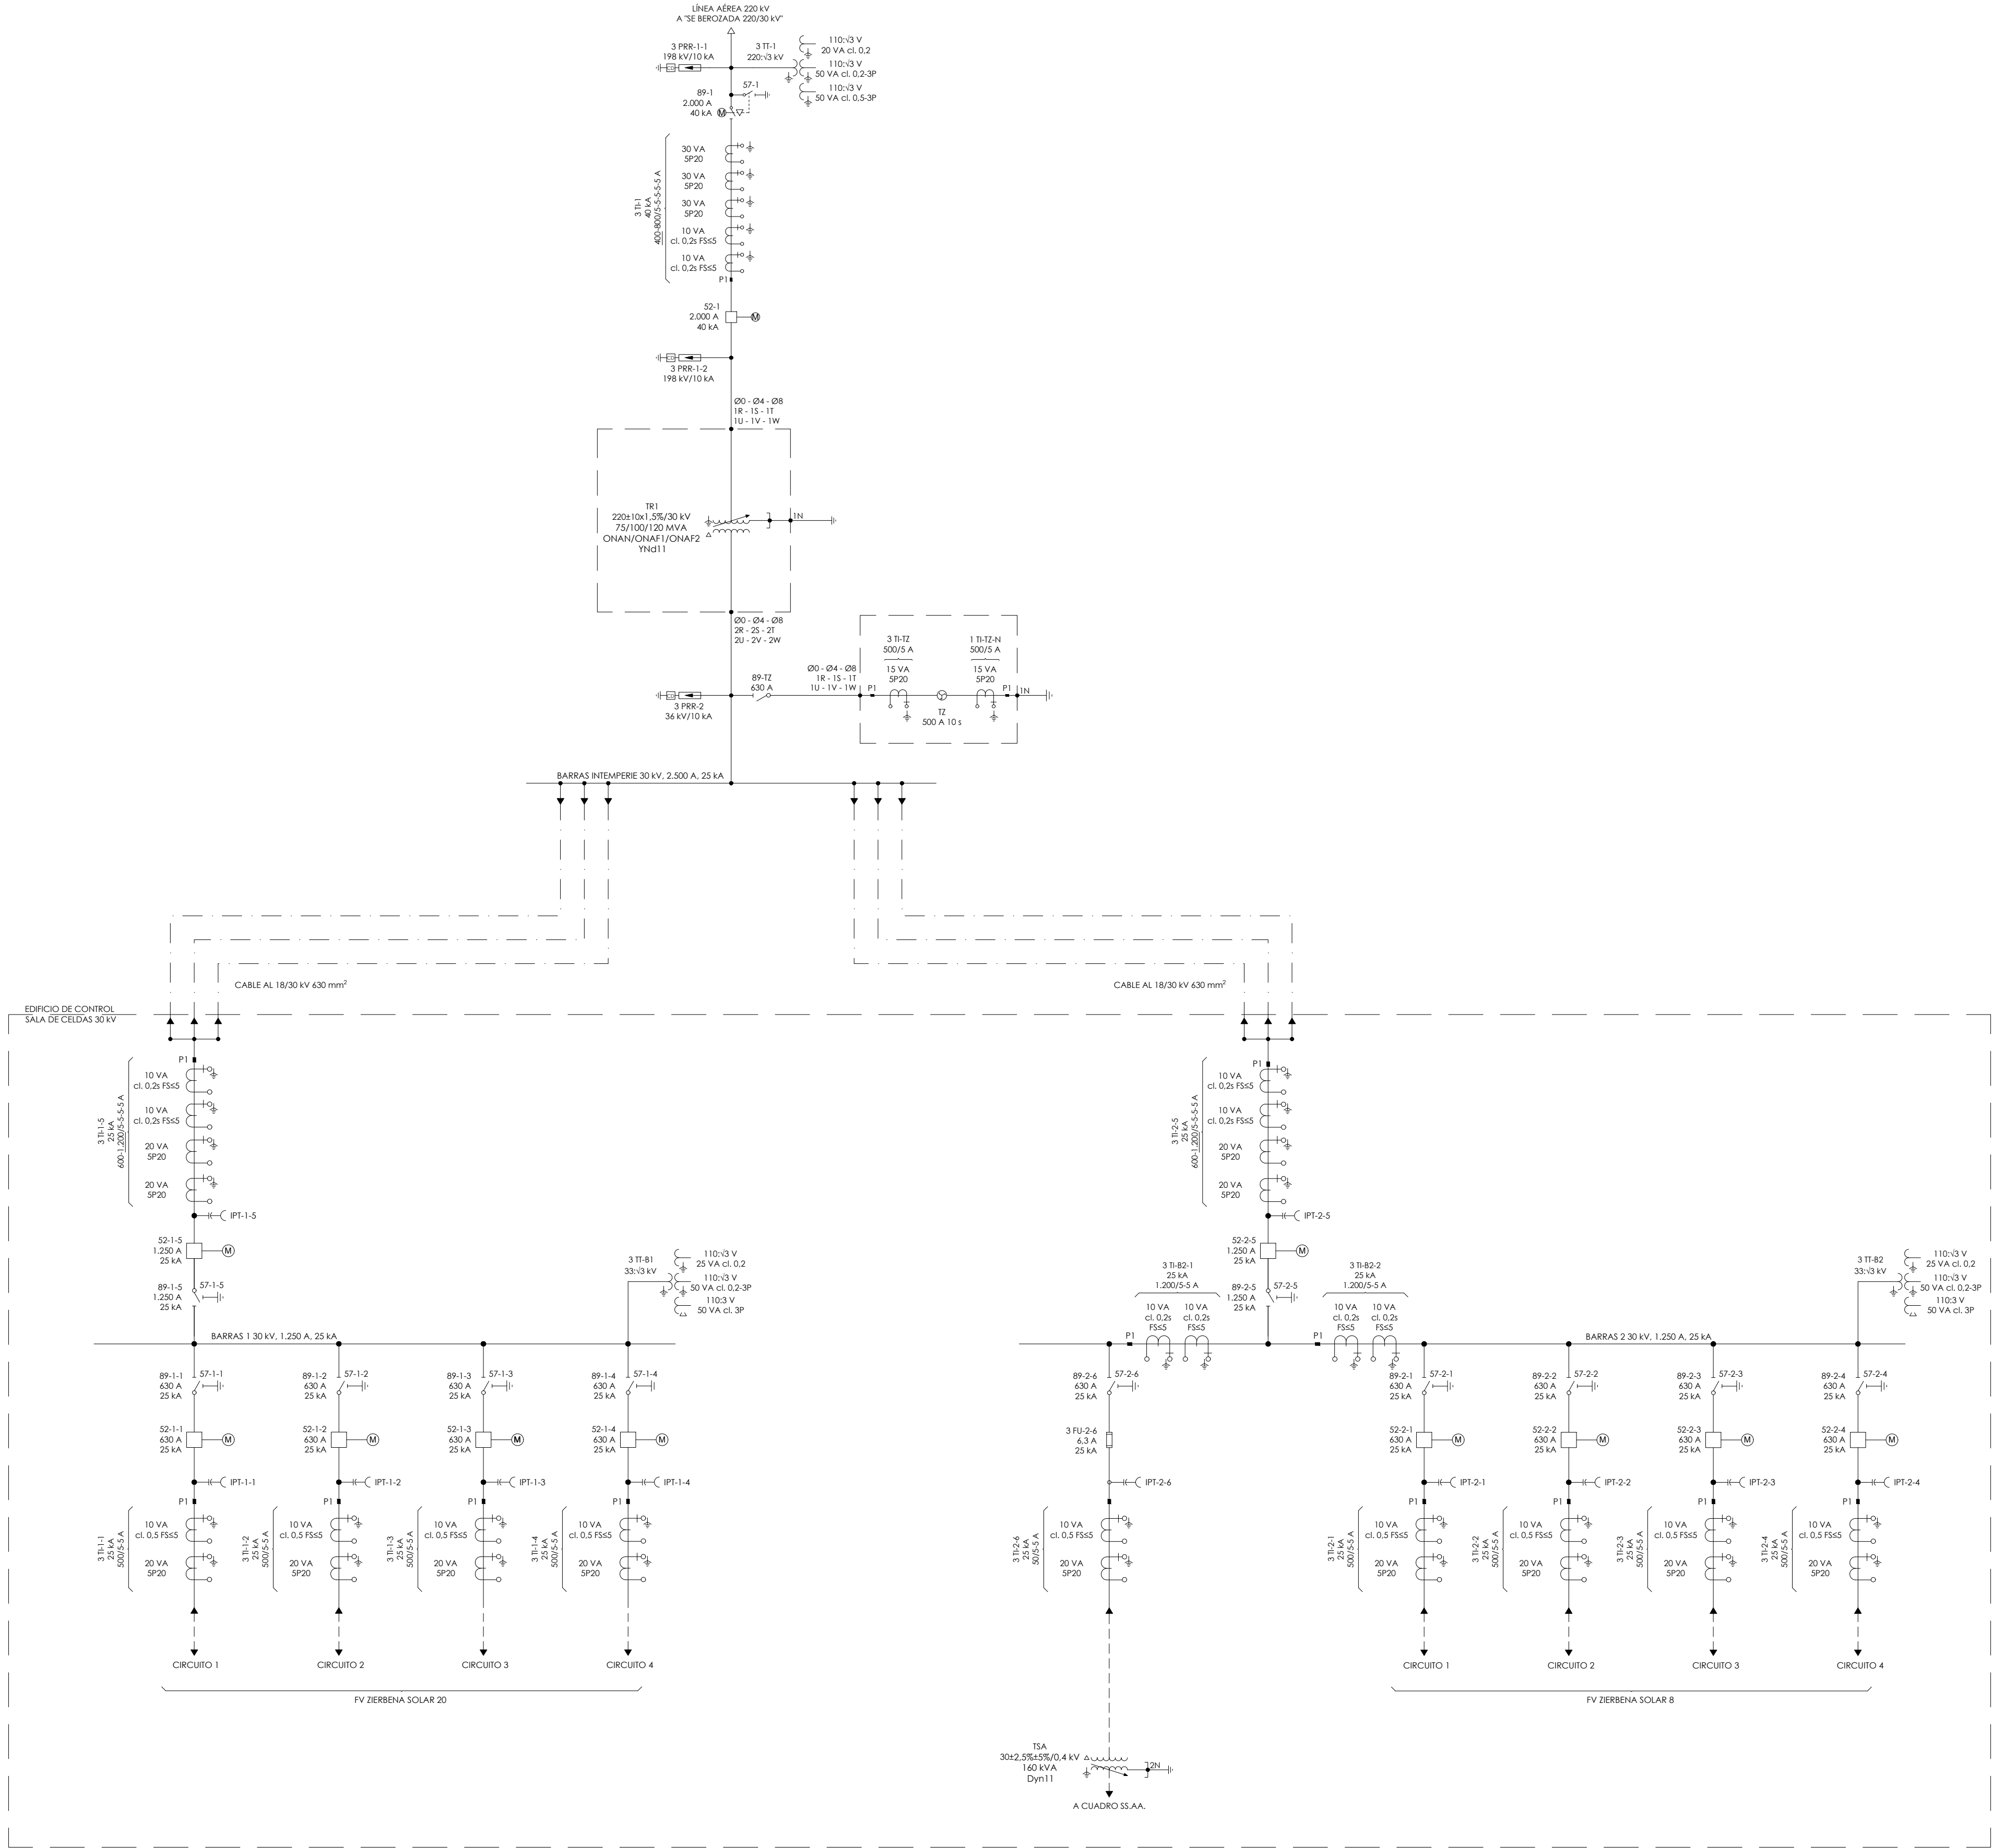 LÍNEA AÉREA 220 kV
A "SE BEROZADA 220/30 kV"
3 PRR-1-1
198 kV/10 kA
3 TT-1
220:√3 kV
110:√3 V
20 VA cl. 0,2
110:√3 V
50 VA cl. 0,2-3P
110:√3 V
50 VA cl. 0,5-3P
57-1
89-1
2.000 A
40 kA
M
3 TI-1
40 kA
400-800/5-5-5-5-5 A
30 VA
5P20
30 VA
5P20
30 VA
5P20
10 VA
cl. 0,2s FS≤5
10 VA
cl. 0,2s FS≤5
P1
52-1
2.000 A
40 kA
M
3 PRR-1-2
198 kV/10 kA
Ø0 - Ø4 - Ø8
1R - 1S - 1T
1U - 1V - 1W
TR1
220±10x1,5%/30 kV
75/100/120 MVA
ONAN/ONAF1/ONAF2
YNd11
1N
Ø0 - Ø4 - Ø8
2R - 2S - 2T
2U - 2V - 2W
3 PRR-2
36 kV/10 kA
89-TZ
630 A
Ø0 - Ø4 - Ø8
1R - 1S - 1T
1U - 1V - 1W
3 TI-TZ
500/5 A
15 VA
5P20
P1
TZ
500 A 10 s
1 TI-TZ-N
500/5 A
15 VA
5P20
P1
1N
BARRAS INTEMPERIE 30 kV, 2.500 A, 25 kA
CABLE AL 18/30 kV 630 mm²
CABLE AL 18/30 kV 630 mm²
EDIFICIO DE CONTROL
SALA DE CELDAS 30 kV
P1
3 TI-1-5
25 kA
600-1.200/5-5-5-5 A
10 VA
cl. 0,2s FS≤5
10 VA
cl. 0,2s FS≤5
20 VA
5P20
20 VA
5P20
IPT-1-5
52-1-5
1.250 A
25 kA
M
89-1-5
1.250 A
25 kA
57-1-5
3 TT-B1
33:√3 kV
110:√3 V
25 VA cl. 0,2
110:√3 V
50 VA cl. 0,2-3P
110:3 V
50 VA cl. 3P
BARRAS 1 30 kV, 1.250 A, 25 kA
P1
3 TI-2-5
25 kA
600-1.200/5-5-5-5 A
10 VA
cl. 0,2s FS≤5
10 VA
cl. 0,2s FS≤5
20 VA
5P20
20 VA
5P20
IPT-2-5
52-2-5
1.250 A
25 kA
M
89-2-5
1.250 A
25 kA
57-2-5
3 TI-B2-1
25 kA
1.200/5-5 A
10 VA
cl. 0,2s
FS≤5
10 VA
cl. 0,2s
FS≤5
P1
3 TI-B2-2
25 kA
1.200/5-5 A
10 VA
cl. 0,2s
FS≤5
10 VA
cl. 0,2s
FS≤5
P1
3 TT-B2
33:√3 kV
110:√3 V
25 VA cl. 0,2
110:√3 V
50 VA cl. 0,2-3P
110:3 V
50 VA cl. 3P
BARRAS 2 30 kV, 1.250 A, 25 kA
89-1-1
630 A
25 kA
57-1-1
52-1-1
630 A
25 kA
M
IPT-1-1
P1
3 TI-1-1
25 kA
500/5-5 A
10 VA
cl. 0,5 FS≤5
20 VA
5P20
CIRCUITO 1
89-1-2
630 A
25 kA
57-1-2
52-1-2
630 A
25 kA
M
IPT-1-2
P1
3 TI-1-2
25 kA
500/5-5 A
10 VA
cl. 0,5 FS≤5
20 VA
5P20
CIRCUITO 2
89-1-3
630 A
25 kA
57-1-3
52-1-3
630 A
25 kA
M
IPT-1-3
P1
3 TI-1-3
25 kA
500/5-5 A
10 VA
cl. 0,5 FS≤5
20 VA
5P20
CIRCUITO 3
89-1-4
630 A
25 kA
57-1-4
52-1-4
630 A
25 kA
M
IPT-1-4
P1
3 TI-1-4
25 kA
500/5-5 A
10 VA
cl. 0,5 FS≤5
20 VA
5P20
CIRCUITO 4
FV ZIERBENA SOLAR 20
89-2-6
630 A
25 kA
57-2-6
3 FU-2-6
6,3 A
25 kA
IPT-2-6
3 TI-2-6
25 kA
50/5-5 A
10 VA
cl. 0,5 FS≤5
20 VA
5P20
TSA
30±2,5%±5%/0,4 kV
160 kVA
Dyn11
2N
A CUADRO SS.AA.
89-2-1
630 A
25 kA
57-2-1
52-2-1
630 A
25 kA
M
IPT-2-1
P1
3 TI-2-1
25 kA
500/5-5 A
10 VA
cl. 0,5 FS≤5
20 VA
5P20
CIRCUITO 1
89-2-2
630 A
25 kA
57-2-2
52-2-2
630 A
25 kA
M
IPT-2-2
P1
3 TI-2-2
25 kA
500/5-5 A
10 VA
cl. 0,5 FS≤5
20 VA
5P20
CIRCUITO 2
89-2-3
630 A
25 kA
57-2-3
52-2-3
630 A
25 kA
M
IPT-2-3
P1
3 TI-2-3
25 kA
500/5-5 A
10 VA
cl. 0,5 FS≤5
20 VA
5P20
CIRCUITO 3
89-2-4
630 A
25 kA
57-2-4
52-2-4
630 A
25 kA
M
IPT-2-4
P1
3 TI-2-4
25 kA
500/5-5 A
10 VA
cl. 0,5 FS≤5
20 VA
5P20
CIRCUITO 4
FV ZIERBENA SOLAR 8